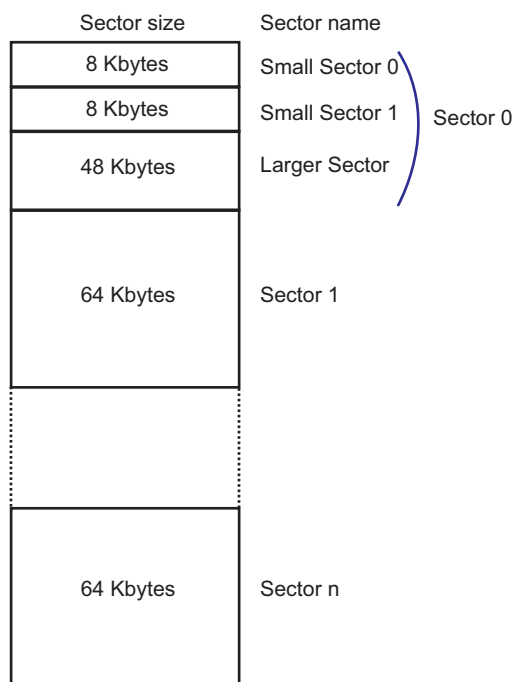 Sector size Sector name
8 Kbytes Small Sector 0
8 Kbytes Small Sector 1 Sector 0
48 Kbytes Larger Sector
64 Kbytes Sector 1
64 Kbytes Sector n